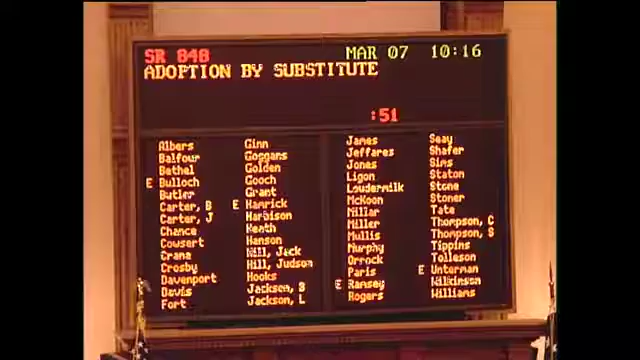 SR 848 MAR 07 10:16
ADOPTION BY SUBSTITUTE
:51
Albers
Balfour
Bethel
E Bulloch
Butler
Carter, B
Carter, J
Chance
Cowsert
Crane
Crosby
Davenport
Davis
Fort
Ginn
Goggans
Golden
Gooch
Grant
E Hamrick
Harbison
Heath
Henson
Hill, Jack
Hill, Judson
Hooks
Jackson, B
Jackson, L
James
Jeffares
Jones
Ligon
Loudermilk
McKoon
Millar
Miller
Mullis
Murphy
Orrock
Paris
E Ramsey
Rogers
Seay
Shafer
Sims
Staton
Stone
Stoner
Tate
Thompson, C
Thompson, S
Tippins
Tolleson
E Unterman
Wilkinson
Williams